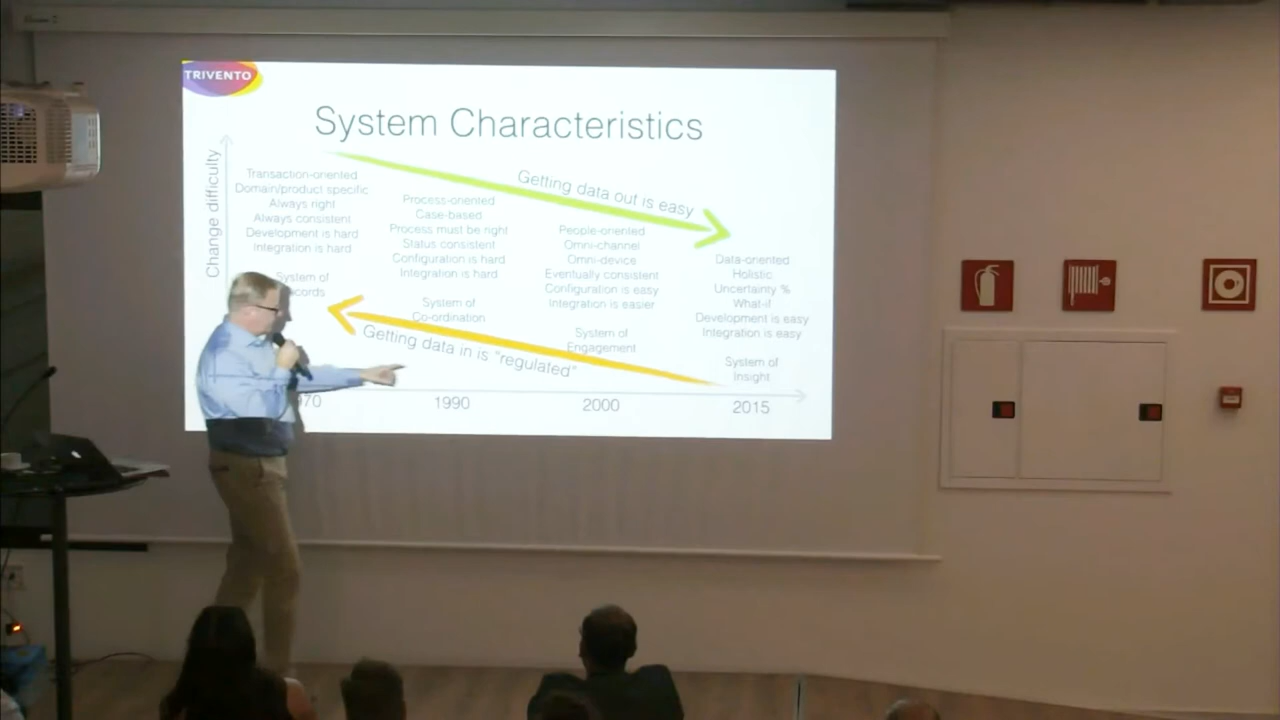 TRIVENTO
System Characteristics
Change difficulty
Getting data out is easy
Transaction-oriented
Domain/product specific
Always right
Always consistent
Development is hard
Integration is hard
System of
cords
Process-oriented
Case-based
Process must be right
Status consistent
Configuration is hard
Integration is hard
System of
Co-ordination
People-oriented
Omni-channel
Omni-device
Eventually consistent
Configuration is easy
Integration is easier
System of
Engagement
Data-oriented
Holistic
Uncertainty %
What-if
Development is easy
Integration is easy
System of
Insight
Getting data in is "regulated"
70
1990
2000
2015